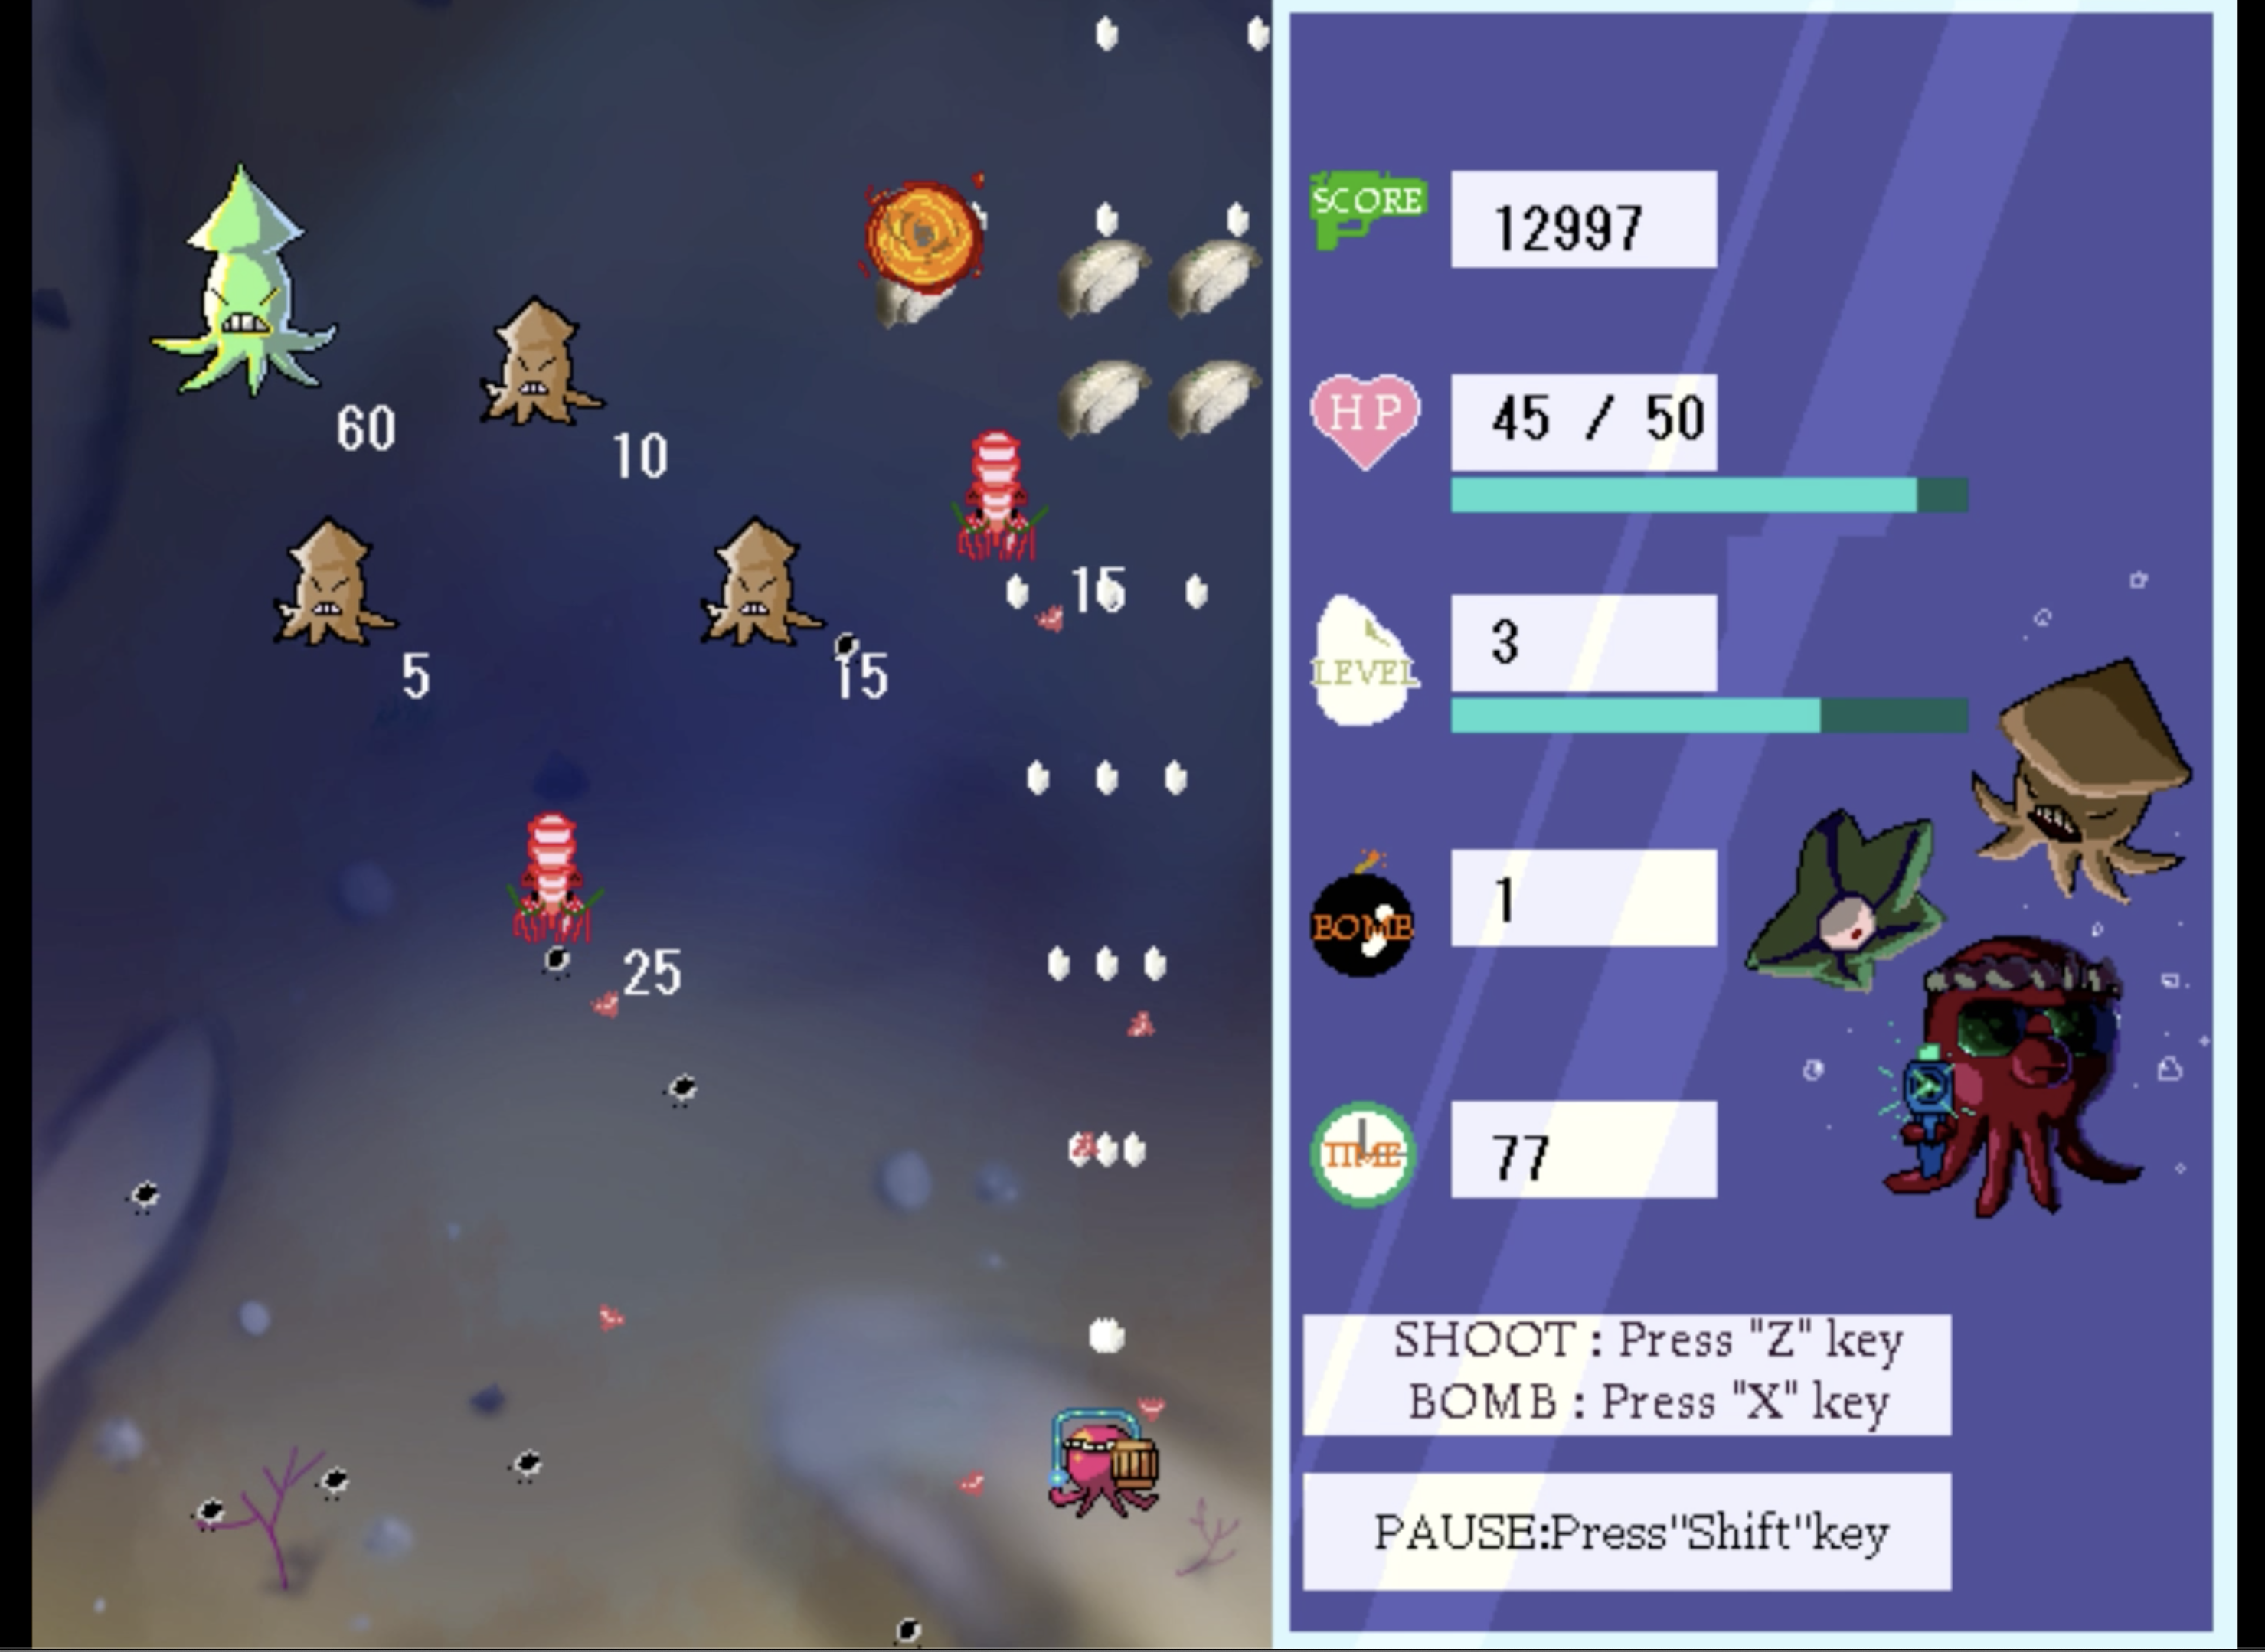 60
10
15
5
15
25
SCORE
12997
HP
45 / 50
LEVEL
3
BOMB
1
TIME
77
SHOOT : Press "Z" key
BOMB : Press "X" key
PAUSE:Press"Shift"key